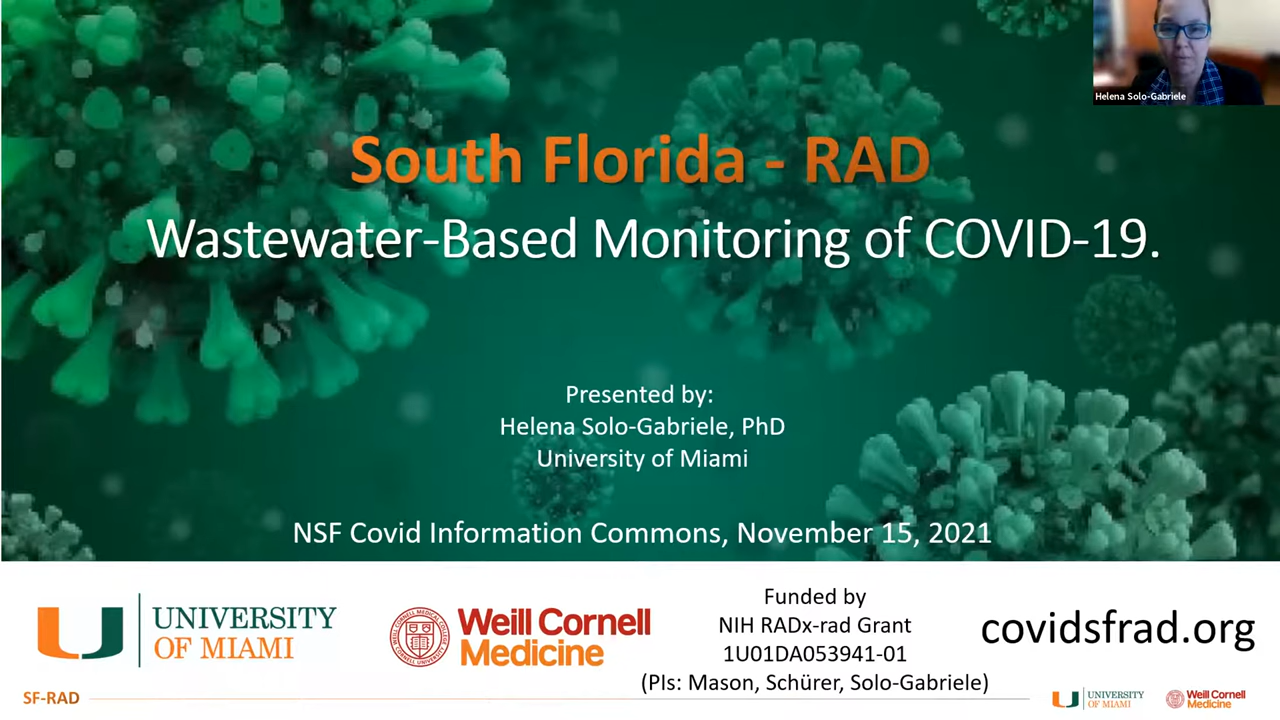 Helena Solo-Gabriele
South Florida - RAD
Wastewater-Based Monitoring of COVID-19.
Presented by:
Helena Solo-Gabriele, PhD
University of Miami
NSF Covid Information Commons, November 15, 2021
UNIVERSITY
OF MIAMI
Weill Cornell
Medicine
Funded by
NIH RADx-rad Grant
1U01DA053941-01
(PIs: Mason, Schürer, Solo-Gabriele)
covidsfrad.org
SF-RAD
UNIVERSITY
OF MIAMI
Weill Cornell
Medicine